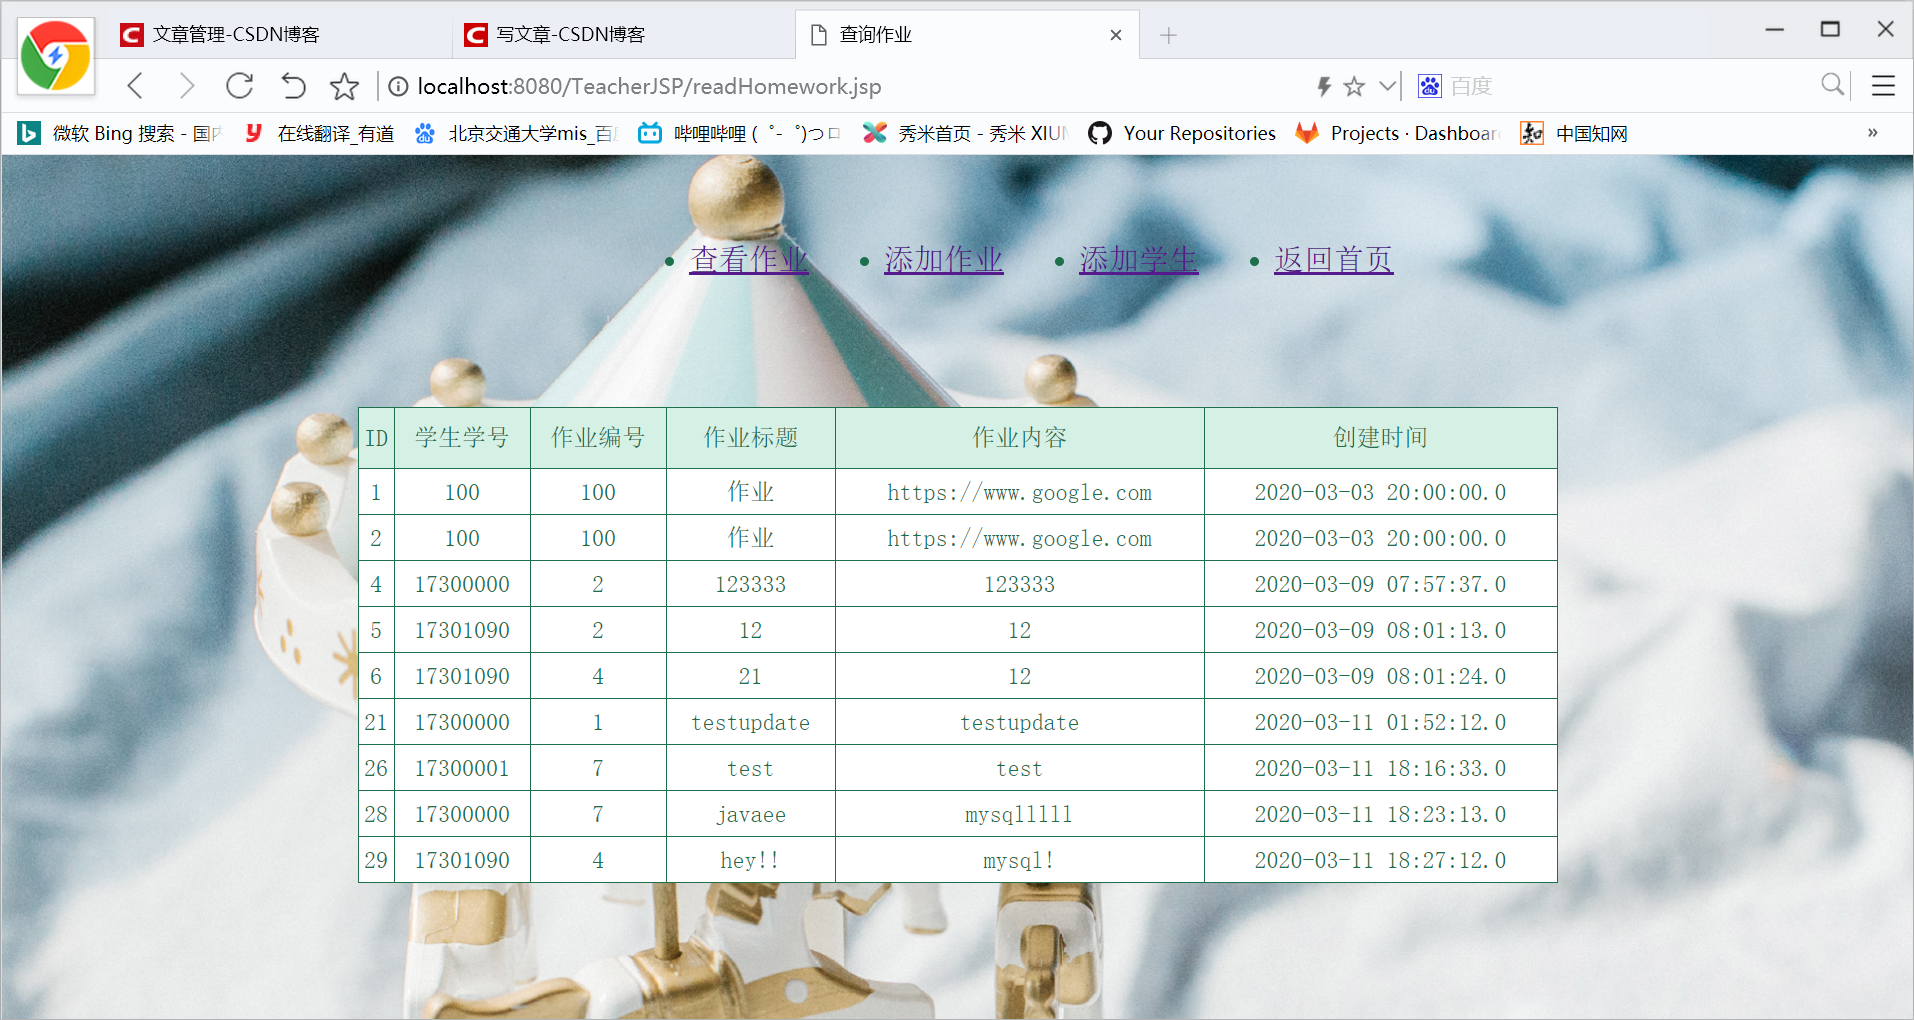 文章管理-CSDN博客
写文章-CSDN博客
查询作业
localhost:8080/TeacherJSP/readHomework.jsp
百度
微软 Bing 搜索 - 国
在线翻译_有道
北京交通大学mis_百
哔哩哔哩 ( ゜- ゜)つロ
秀米首页 - 秀米 XIU
Your Repositories
Projects · Dashboar
中国知网
»
查看作业
添加作业
添加学生
返回首页
ID 学生学号 作业编号 作业标题 作业内容 创建时间
1 100 100 作业 https://www.google.com 2020-03-03 20:00:00.0
2 100 100 作业 https://www.google.com 2020-03-03 20:00:00.0
4 17300000 2 123333 123333 2020-03-09 07:57:37.0
5 17301090 2 12 12 2020-03-09 08:01:13.0
6 17301090 4 21 12 2020-03-09 08:01:24.0
21 17300000 1 testupdate testupdate 2020-03-11 01:52:12.0
26 17300001 7 test test 2020-03-11 18:16:33.0
28 17300000 7 javaee mysqlllll 2020-03-11 18:23:13.0
29 17301090 4 hey!! mysql! 2020-03-11 18:27:12.0